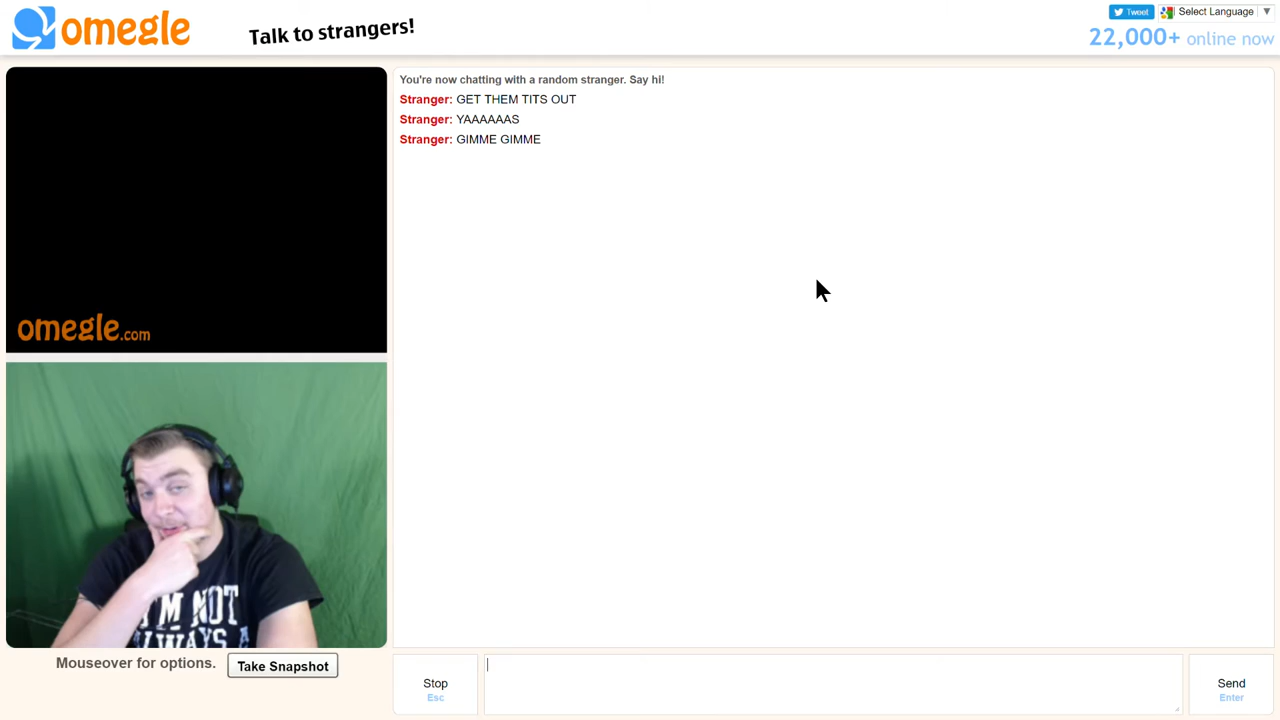 omegle
Talk to strangers!
Tweet
Select Language ▼
22,000+ online now
You're now chatting with a random stranger. Say hi!
Stranger: GET THEM TITS OUT
Stranger: YAAAAAAS
Stranger: GIMME GIMME
omegle.com
I'M NOT
ALWAYS A
Mouseover for options.
Take Snapshot
Stop
Esc
Send
Enter